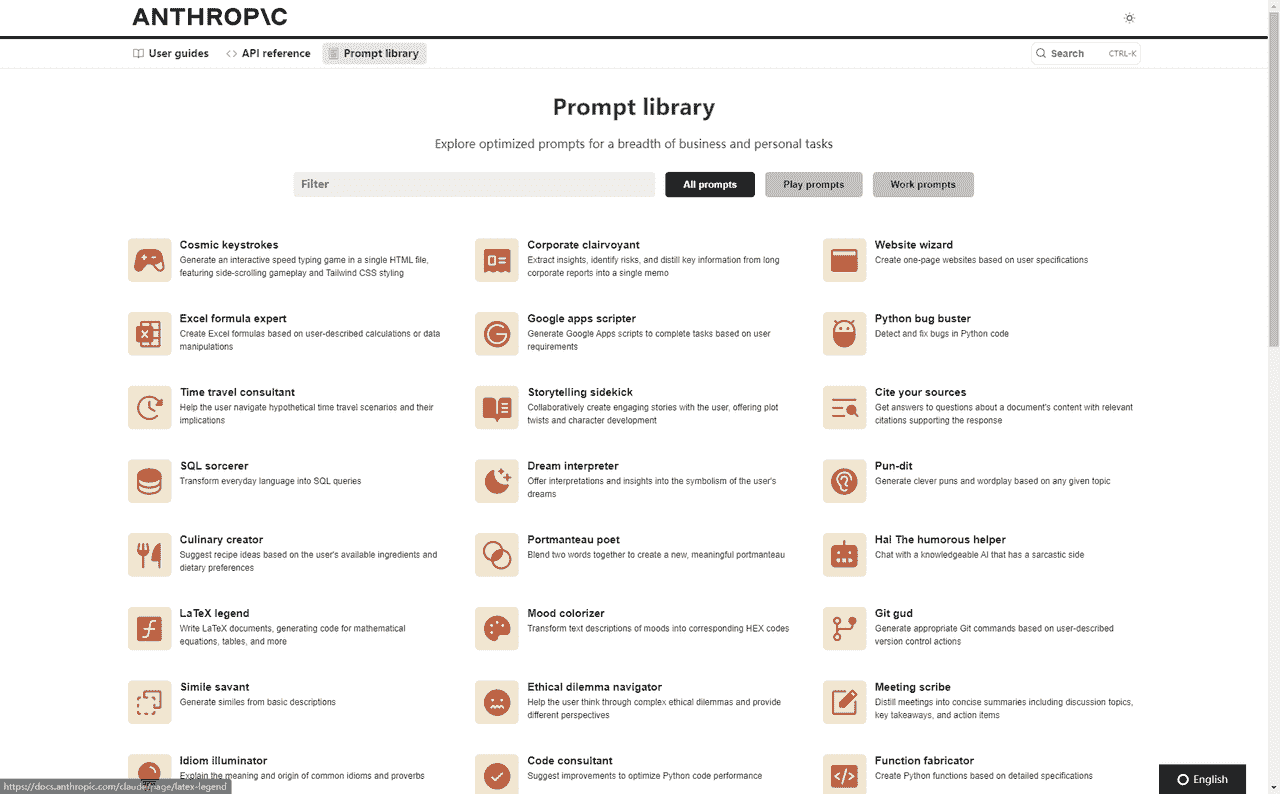 ANTHROP\C
User guides
API reference
Prompt library
Search
CTRL-K
Prompt library
Explore optimized prompts for a breadth of business and personal tasks
Filter
All prompts
Play prompts
Work prompts
Cosmic keystrokes
Generate an interactive speed typing game in a single HTML file,
featuring side-scrolling gameplay and Tailwind CSS styling
Corporate clairvoyant
Extract insights, identify risks, and distill key information from long
corporate reports into a single memo
Website wizard
Create one-page websites based on user specifications
Excel formula expert
Create Excel formulas based on user-described calculations or data
manipulations
Google apps scripter
Generate Google Apps scripts to complete tasks based on user
requirements
Python bug buster
Detect and fix bugs in Python code
Time travel consultant
Help the user navigate hypothetical time travel scenarios and their
implications
Storytelling sidekick
Collaboratively create engaging stories with the user, offering plot
twists and character development
Cite your sources
Get answers to questions about a document's content with relevant
citations supporting the response
SQL sorcerer
Transform everyday language into SQL queries
Dream interpreter
Offer interpretations and insights into the symbolism of the user's
dreams
Pun-dit
Generate clever puns and wordplay based on any given topic
Culinary creator
Suggest recipe ideas based on the user's available ingredients and
dietary preferences
Portmanteau poet
Blend two words together to create a new, meaningful portmanteau
Hal The humorous helper
Chat with a knowledgeable AI that has a sarcastic side
LaTeX legend
Write LaTeX documents, generating code for mathematical
equations, tables, and more
Mood colorizer
Transform text descriptions of moods into corresponding HEX codes
Git gud
Generate appropriate Git commands based on user-described
version control actions
Simile savant
Generate similes from basic descriptions
Ethical dilemma navigator
Help the user think through complex ethical dilemmas and provide
different perspectives
Meeting scribe
Distill meetings into concise summaries including discussion topics,
key takeaways, and action items
Idiom illuminator
Explain the meaning and origin of common idioms and proverbs
Code consultant
Suggest improvements to optimize Python code performance
Function fabricator
Create Python functions based on detailed specifications
https://docs.anthropic.com/claude/page/latex-legend
English